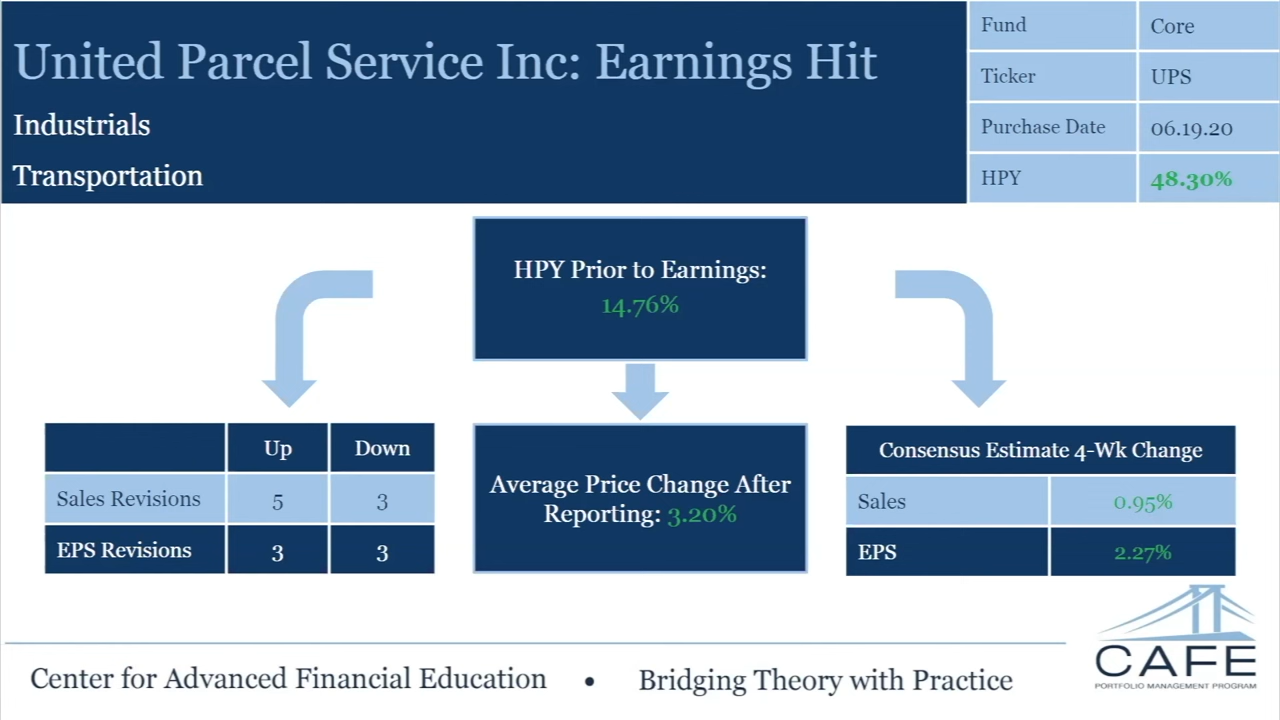 United Parcel Service Inc: Earnings Hit
Industrials
Transportation
Fund Core
Ticker UPS
Purchase Date 06.19.20
HPY 48.30%
HPY Prior to Earnings:
14.76%
Up Down
Sales Revisions 5 3
EPS Revisions 3 3
Average Price Change After
Reporting: 3.20%
Consensus Estimate 4-Wk Change
Sales 0.95%
EPS 2.27%
Center for Advanced Financial Education • Bridging Theory with Practice
CAFE
PORTFOLIO MANAGEMENT PROGRAM